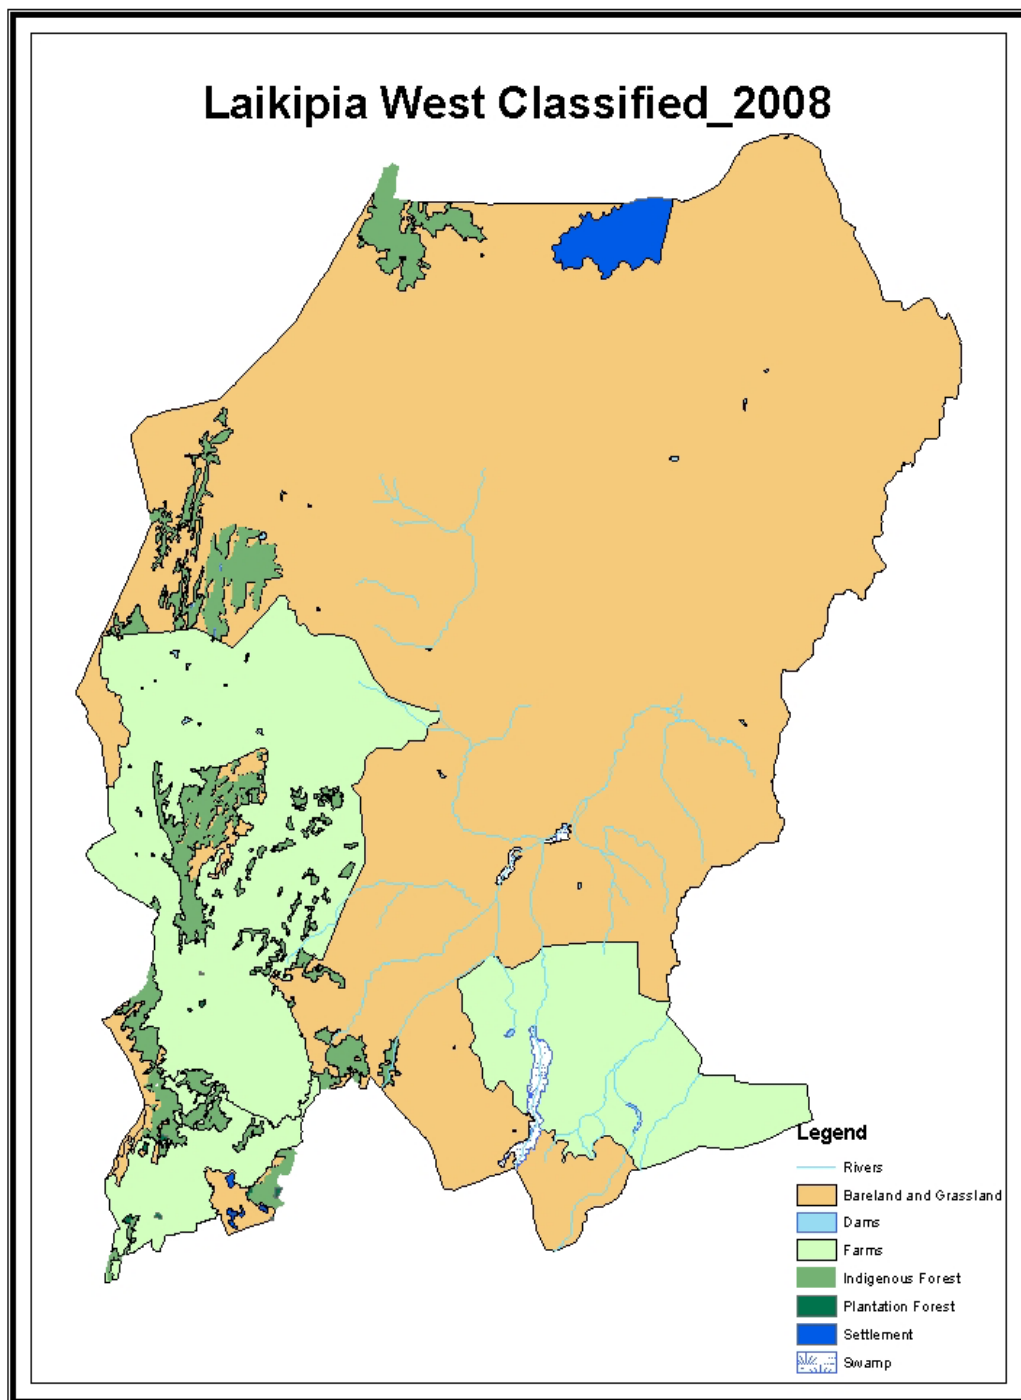 Laikipia West Classified_2008
Legend
Rivers
Bareland and Grassland
Dams
Farms
Indigenous Forest
Plantation Forest
Settlement
Swamp